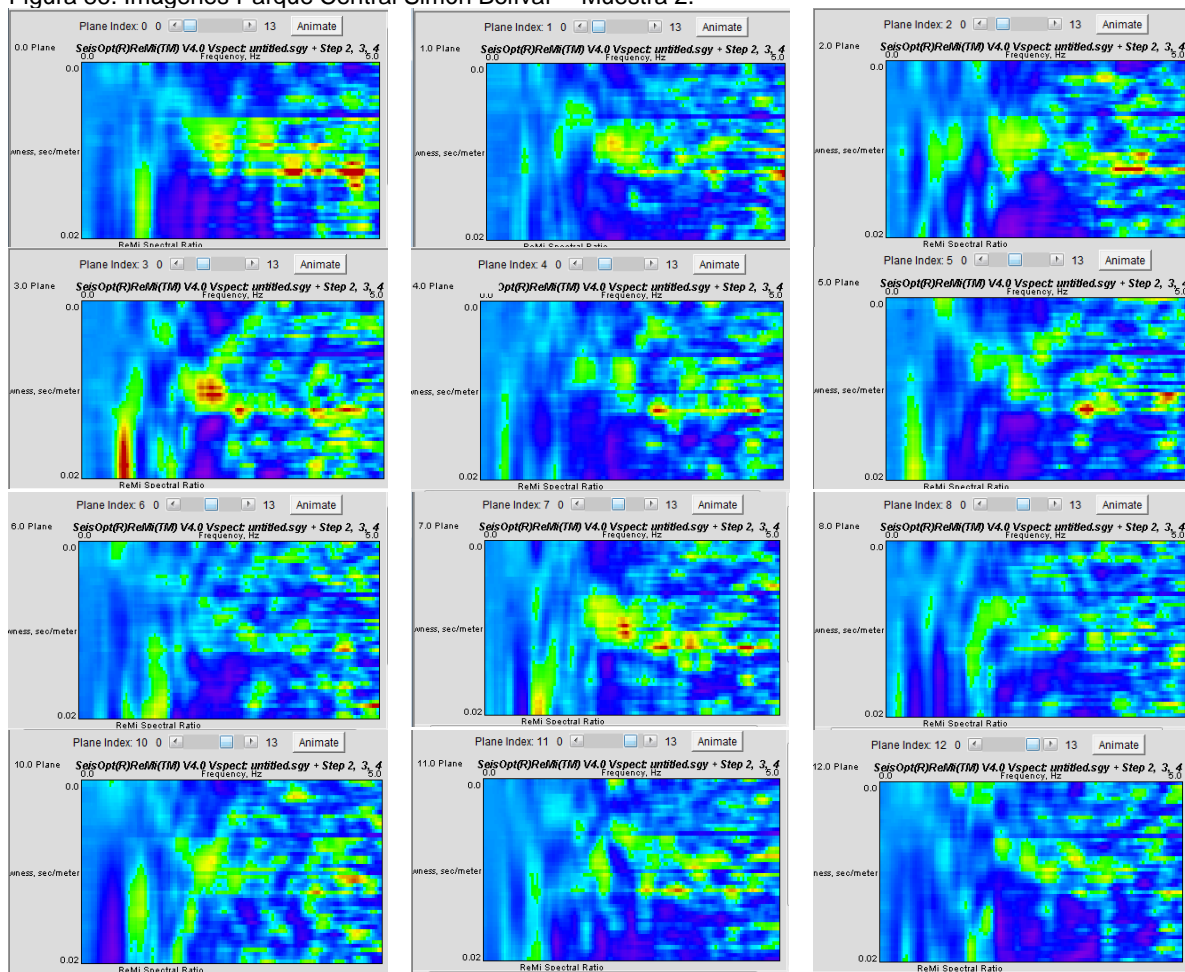 Figura 60. Imágenes Parque Central Simón Bolívar – Muestra 2.
Plane Index: 0 0 13 Animate
0.0 Plane SeisOpt(R)ReMi(TM) V4.0 Vspect: untitled.sgy + Step 2, 3, 4
0.0 Frequency, Hz 5.0
0.0
wness, sec/meter
0.02
ReMi Spectral Ratio
Plane Index: 1 0 13 Animate
1.0 Plane SeisOpt(R)ReMi(TM) V4.0 Vspect: untitled.sgy + Step 2, 3, 4
0.0 Frequency, Hz 5.0
0.0
wness, sec/meter
0.02
ReMi Spectral Ratio
Plane Index: 2 0 13 Animate
2.0 Plane SeisOpt(R)ReMi(TM) V4.0 Vspect: untitled.sgy + Step 2, 3, 4
0.0 Frequency, Hz 5.0
0.0
wness, sec/meter
0.02
ReMi Spectral Ratio
Plane Index: 3 0 13 Animate
3.0 Plane SeisOpt(R)ReMi(TM) V4.0 Vspect: untitled.sgy + Step 2, 3, 4
0.0 Frequency, Hz 5.0
0.0
wness, sec/meter
0.02
ReMi Spectral Ratio
Plane Index: 4 0 13 Animate
4.0 Plane Opt(R)ReMi(TM) V4.0 Vspect: untitled.sgy + Step 2, 3, 4
0.0 Frequency, Hz 5.0
0.0
wness, sec/meter
0.02
ReMi Spectral Ratio
Plane Index: 5 0 13 Animate
5.0 Plane SeisOpt(R)ReMi(TM) V4.0 Vspect: untitled.sgy + Step 2, 3, 4
0.0 Frequency, Hz 5.0
0.0
wness, sec/meter
0.02
ReMi Spectral Ratio
Plane Index: 6 0 13 Animate
6.0 Plane SeisOpt(R)ReMi(TM) V4.0 Vspect: untitled.sgy + Step 2, 3, 4
0.0 Frequency, Hz 5.0
0.0
wness, sec/meter
0.02
ReMi Spectral Ratio
Plane Index: 7 0 13 Animate
7.0 Plane SeisOpt(R)ReMi(TM) V4.0 Vspect: untitled.sgy + Step 2, 3, 4
0.0 Frequency, Hz 5.0
0.0
wness, sec/meter
0.02
ReMi Spectral Ratio
Plane Index: 8 0 13 Animate
8.0 Plane SeisOpt(R)ReMi(TM) V4.0 Vspect: untitled.sgy + Step 2, 3, 4
0.0 Frequency, Hz 5.0
0.0
wness, sec/meter
0.02
ReMi Spectral Ratio
Plane Index: 10 0 13 Animate
10.0 Plane SeisOpt(R)ReMi(TM) V4.0 Vspect: untitled.sgy + Step 2, 3, 4
0.0 Frequency, Hz 5.0
0.0
wness, sec/meter
0.02
ReMi Spectral Ratio
Plane Index: 11 0 13 Animate
11.0 Plane SeisOpt(R)ReMi(TM) V4.0 Vspect: untitled.sgy + Step 2, 3, 4
0.0 Frequency, Hz 5.0
0.0
wness, sec/meter
0.02
ReMi Spectral Ratio
Plane Index: 12 0 13 Animate
12.0 Plane SeisOpt(R)ReMi(TM) V4.0 Vspect: untitled.sgy + Step 2, 3, 4
0.0 Frequency, Hz 5.0
0.0
ness, sec/meter
0.02
ReMi Spectral Ratio